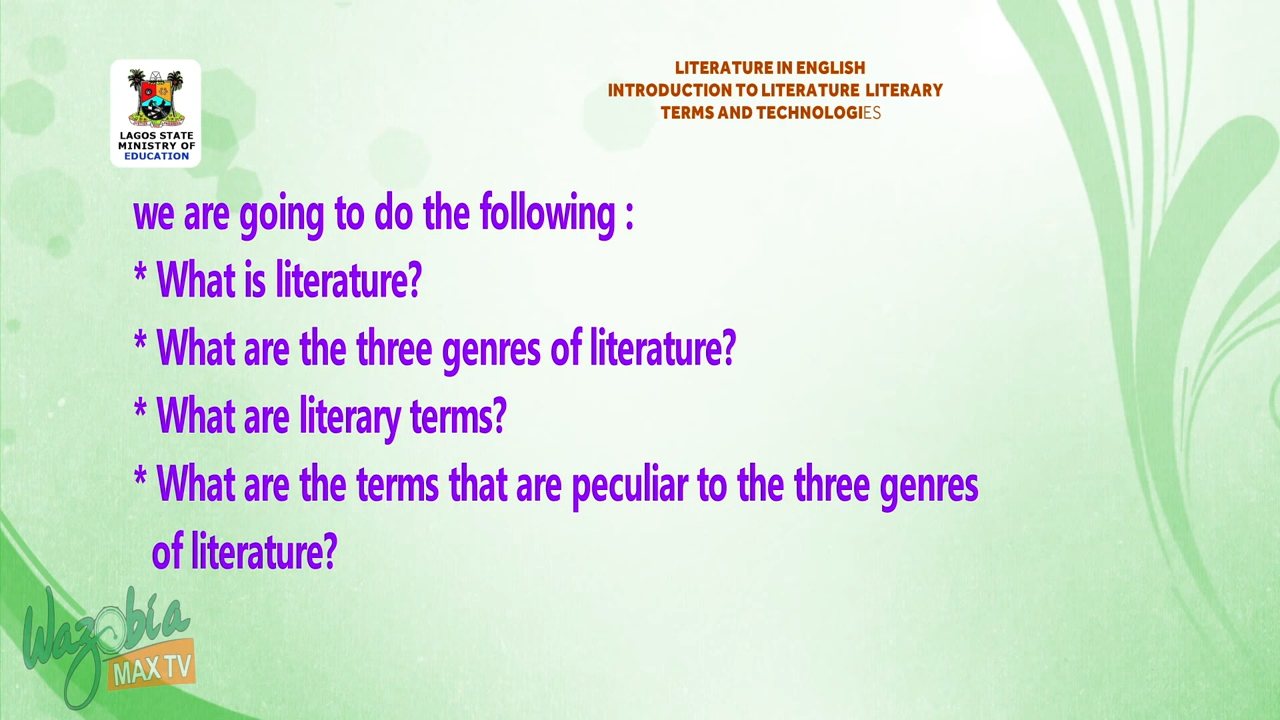 LITERATURE IN ENGLISH
INTRODUCTION TO LITERATURE LITERARY
TERMS AND TECHNOLOGIES
LAGOS STATE
MINISTRY OF
EDUCATION
we are going to do the following :
* What is literature?
* What are the three genres of literature?
* What are literary terms?
* What are the terms that are peculiar to the three genres
of literature?
Wazobia
MAX TV